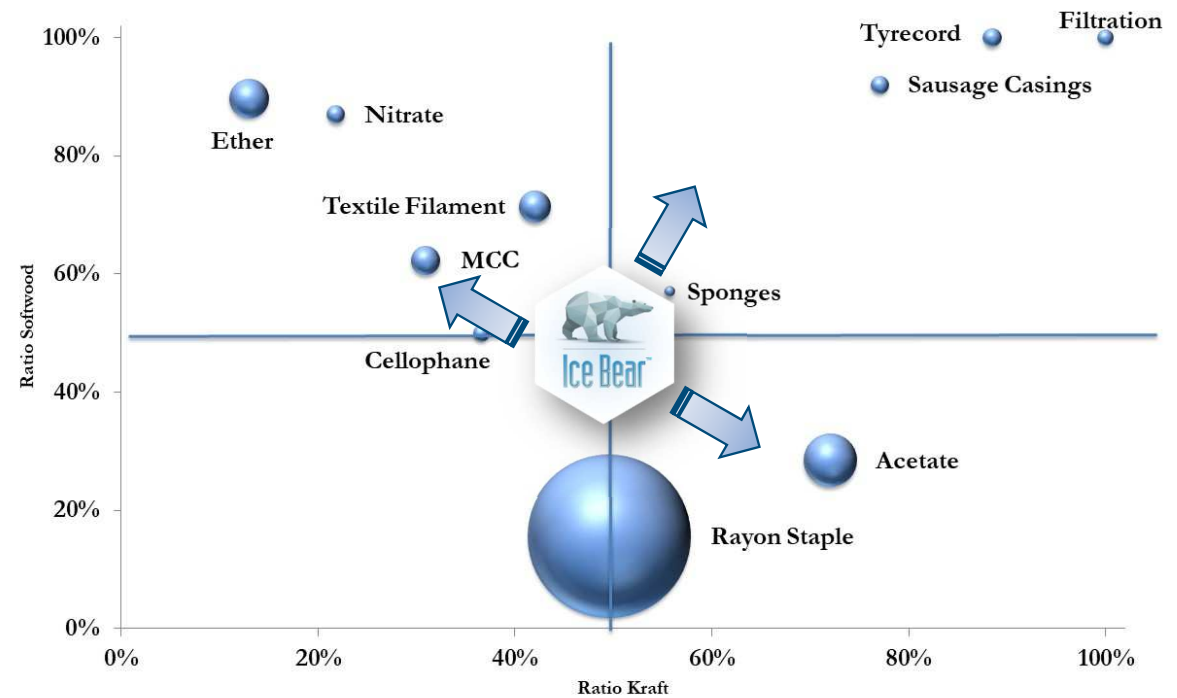 Filtration
100%
Tyrecord
Sausage Casings
Nitrate
Ether
80%
Textile Filament
MCC
60%
Sponges
Ratio Softwood
Cellophane
Ice Bear™
40%
Acetate
20%
Rayon Staple
0%
0%
20%
40%
60%
80%
100%
Ratio Kraft